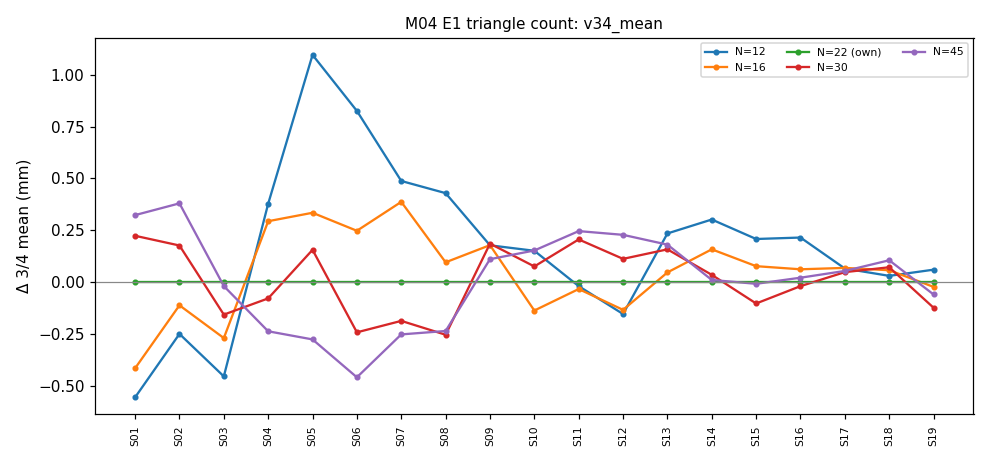 M04 E1 triangle count: v34_mean
N=12
N=16
N=22 (own)
N=30
N=45
Δ 3/4 mean (mm)
1.00
0.75
0.50
0.25
0.00
−0.25
−0.50
S01
S02
S03
S04
S05
S06
S07
S08
S09
S10
S11
S12
S13
S14
S15
S16
S17
S18
S19